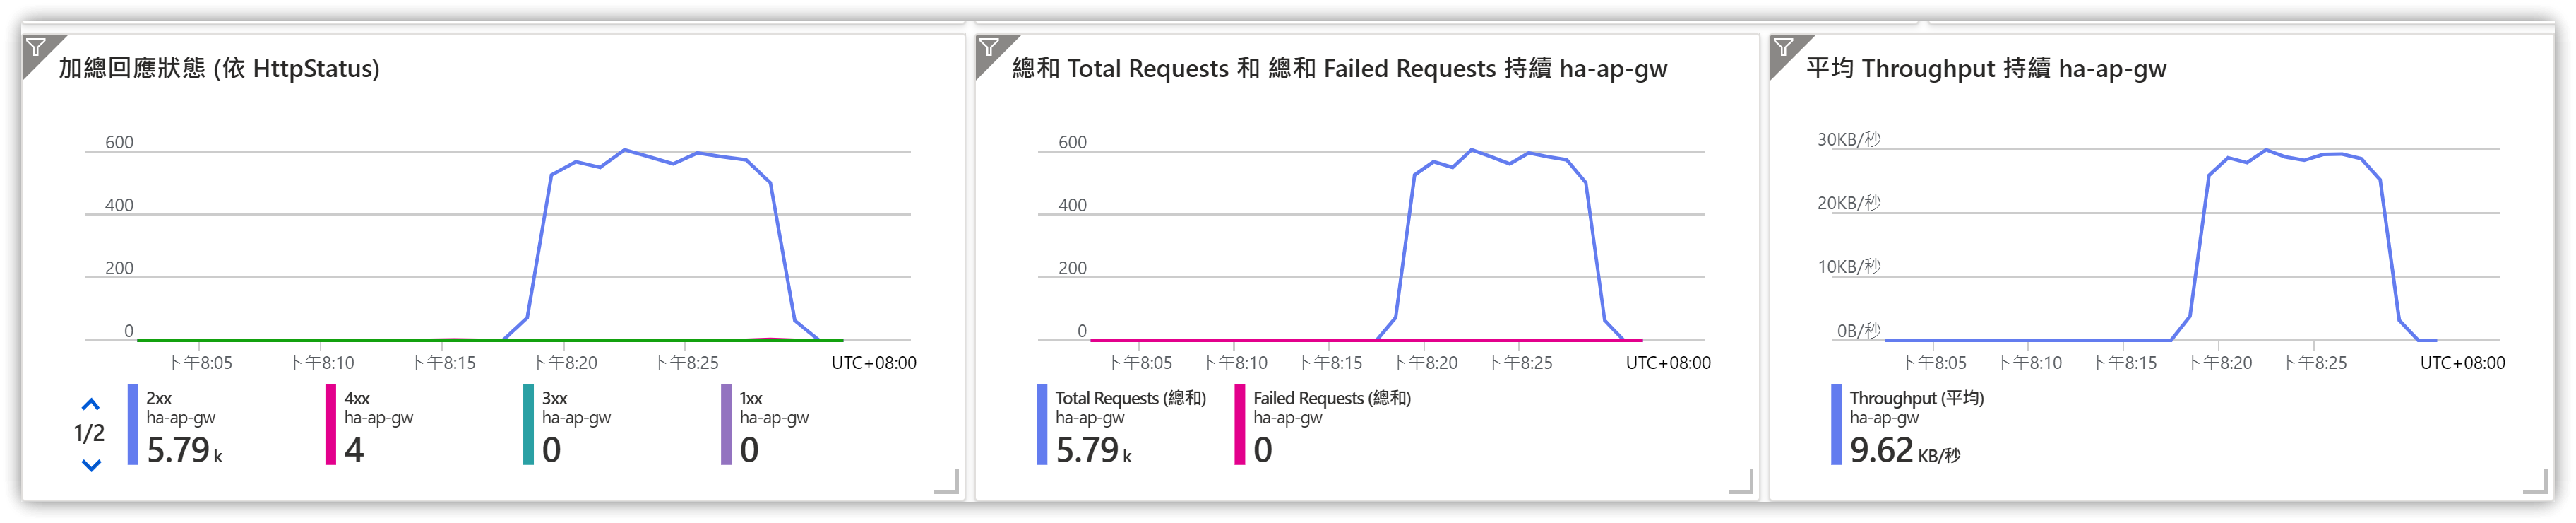 加總回應狀態 (依 HttpStatus)
600
400
200
0
下午8:05
下午8:10
下午8:15
下午8:20
下午8:25
UTC+08:00
1/2
2xx
ha-ap-gw
5.79 k
4xx
ha-ap-gw
4
3xx
ha-ap-gw
0
1xx
ha-ap-gw
0
總和 Total Requests 和 總和 Failed Requests 持續 ha-ap-gw
600
400
200
0
下午8:05
下午8:10
下午8:15
下午8:20
下午8:25
UTC+08:00
Total Requests (總和)
ha-ap-gw
5.79 k
Failed Requests (總和)
ha-ap-gw
0
平均 Throughput 持續 ha-ap-gw
30KB/秒
20KB/秒
10KB/秒
0B/秒
下午8:05
下午8:10
下午8:15
下午8:20
下午8:25
UTC+08:00
Throughput (平均)
ha-ap-gw
9.62 KB/秒